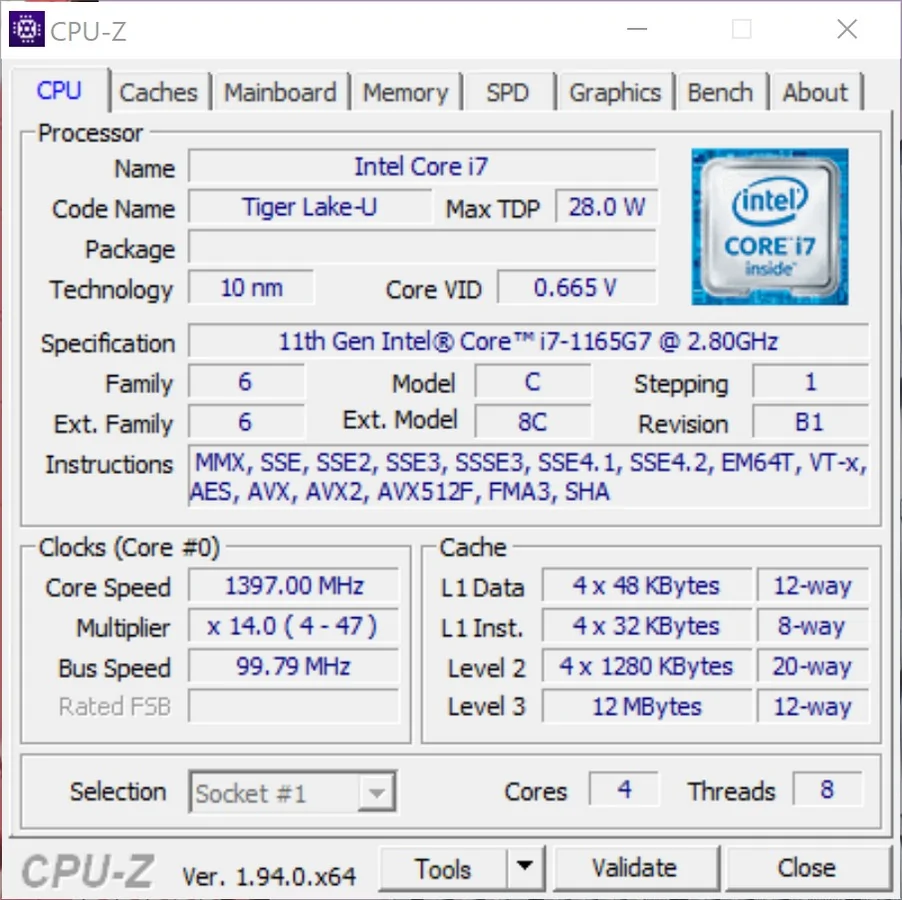 CPU-Z
CPU Caches Mainboard Memory SPD Graphics Bench About
Processor
Name Intel Core i7
Code Name Tiger Lake-U Max TDP 28.0 W
Package
Technology 10 nm Core VID 0.665 V
intel®
CORE™ i7
inside™
Specification 11th Gen Intel® Core™ i7-1165G7 @ 2.80GHz
Family 6 Model C Stepping 1
Ext. Family 6 Ext. Model 8C Revision B1
Instructions MMX, SSE, SSE2, SSE3, SSSE3, SSE4.1, SSE4.2, EM64T, VT-x,
AES, AVX, AVX2, AVX512F, FMA3, SHA
Clocks (Core #0)
Core Speed 1397.00 MHz
Multiplier x 14.0 ( 4 - 47 )
Bus Speed 99.79 MHz
Rated FSB
Cache
L1 Data 4 x 48 KBytes 12-way
L1 Inst. 4 x 32 KBytes 8-way
Level 2 4 x 1280 KBytes 20-way
Level 3 12 MBytes 12-way
Selection Socket #1 Cores 4 Threads 8
CPU-Z Ver. 1.94.0.x64 Tools Validate Close